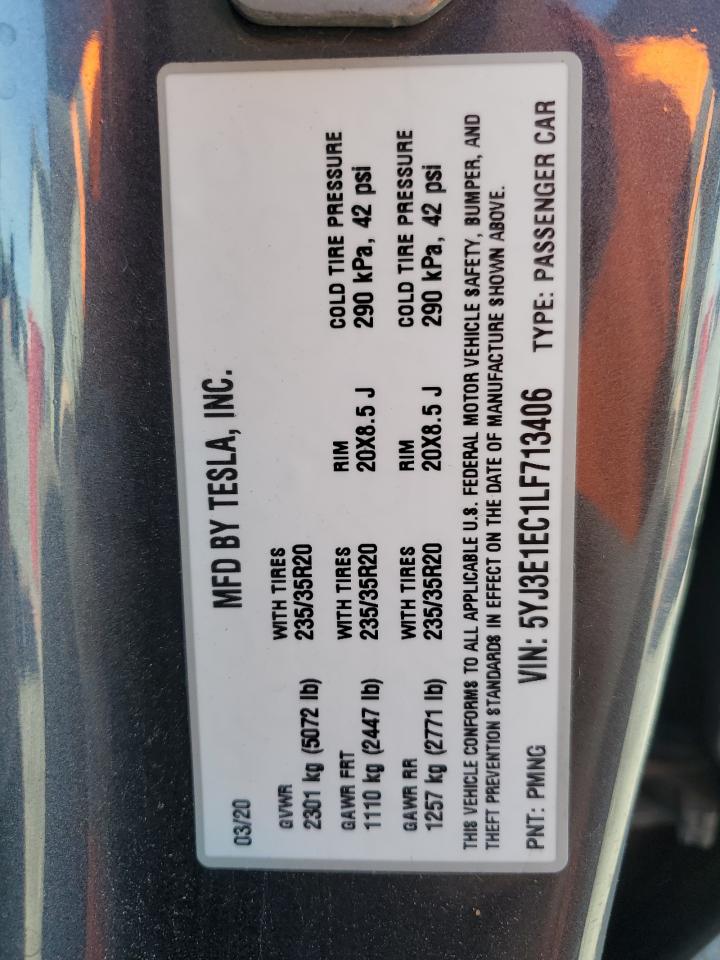 MFD BY TESLA, INC.
03/20
GVWR WITH TIRES
2301 kg (5072 lb) 235/35R20
GAWR FRT WITH TIRES RIM COLD TIRE PRESSURE
1110 kg (2447 lb) 235/35R20 20X8.5 J 290 kPa, 42 psi
GAWR RR WITH TIRES RIM COLD TIRE PRESSURE
1257 kg (2771 lb) 235/35R20 20X8.5 J 290 kPa, 42 psi
THIS VEHICLE CONFORMS TO ALL APPLICABLE U.S. FEDERAL MOTOR VEHICLE SAFETY, BUMPER, AND
THEFT PREVENTION STANDARDS IN EFFECT ON THE DATE OF MANUFACTURE SHOWN ABOVE.
PNT: PMNG VIN: 5YJ3E1EC1LF713406 TYPE: PASSENGER CAR